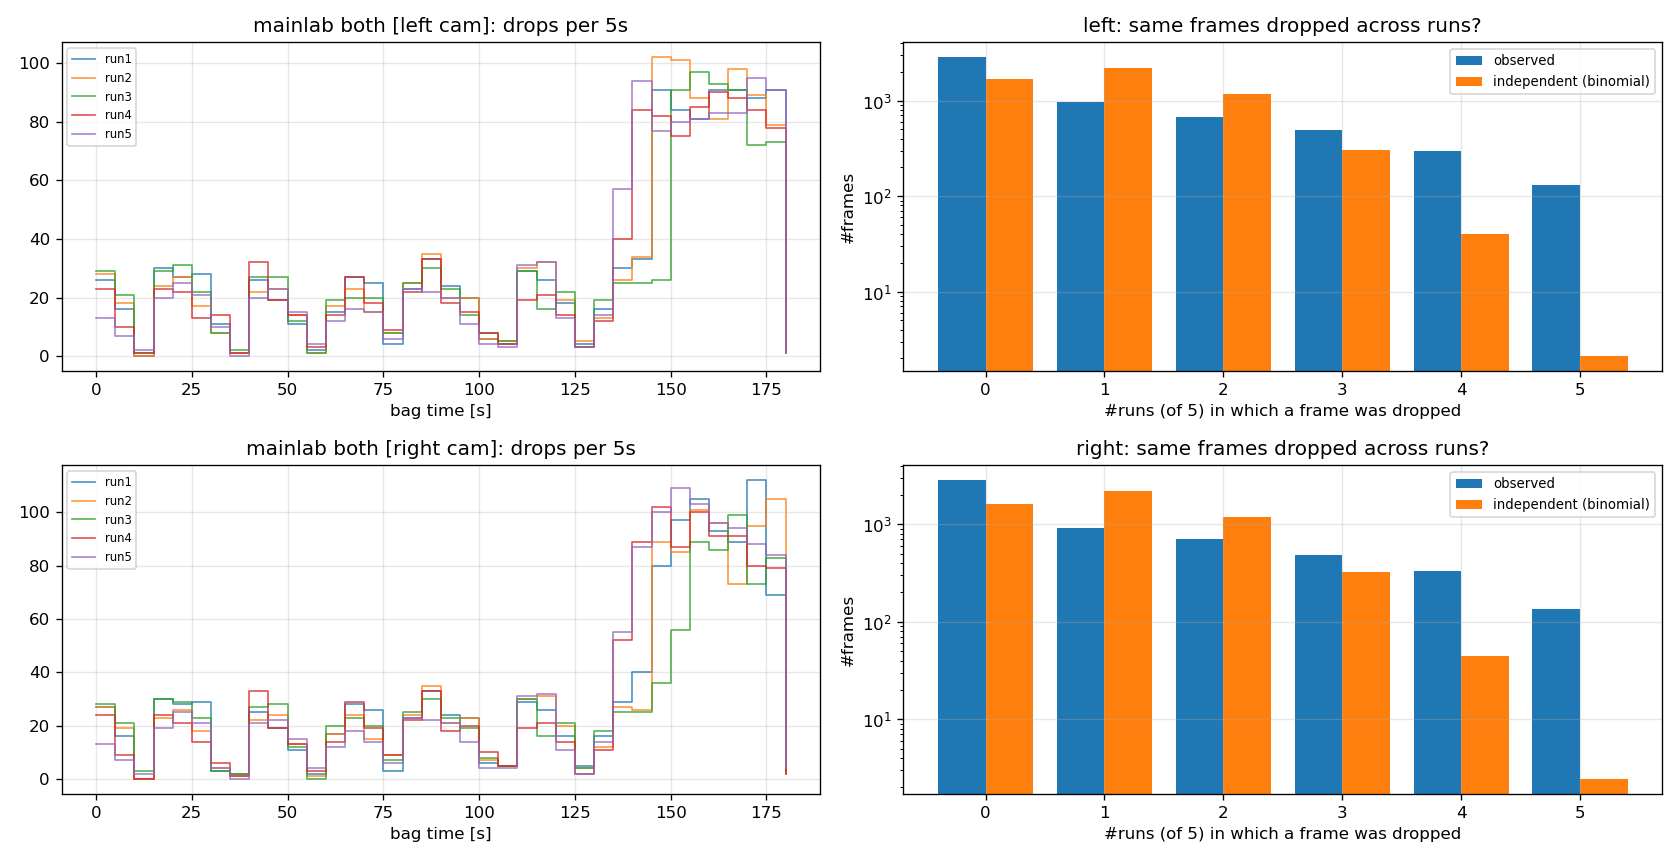 mainlab both [left cam]: drops per 5s
run1
run2
run3
run4
run5
100
80
60
40
20
0
0 25 50 75 100 125 150 175
bag time [s]
left: same frames dropped across runs?
observed
independent (binomial)
#frames
10³
10²
10¹
0 1 2 3 4 5
#runs (of 5) in which a frame was dropped
mainlab both [right cam]: drops per 5s
run1
run2
run3
run4
run5
100
80
60
40
20
0
0 25 50 75 100 125 150 175
bag time [s]
right: same frames dropped across runs?
observed
independent (binomial)
#frames
10³
10²
10¹
0 1 2 3 4 5
#runs (of 5) in which a frame was dropped